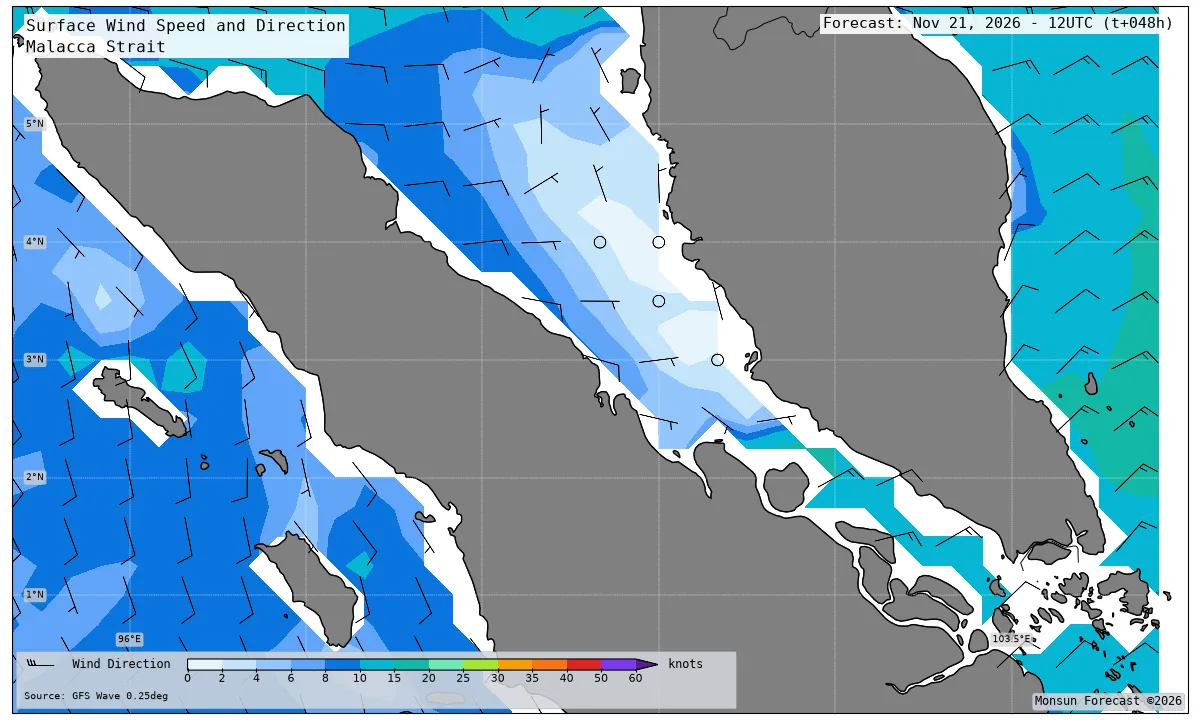 Surface Wind Speed and Direction
Malacca Strait
Forecast: Nov 21, 2026 - 12UTC (t+048h)
5°N
4°N
3°N
2°N
1°N
96°E
103.5°E
Wind Direction
knots
0 2 4 6 8 10 15 20 25 30 35 40 50 60
Source: GFS Wave 0.25deg
Monsun Forecast ©2026